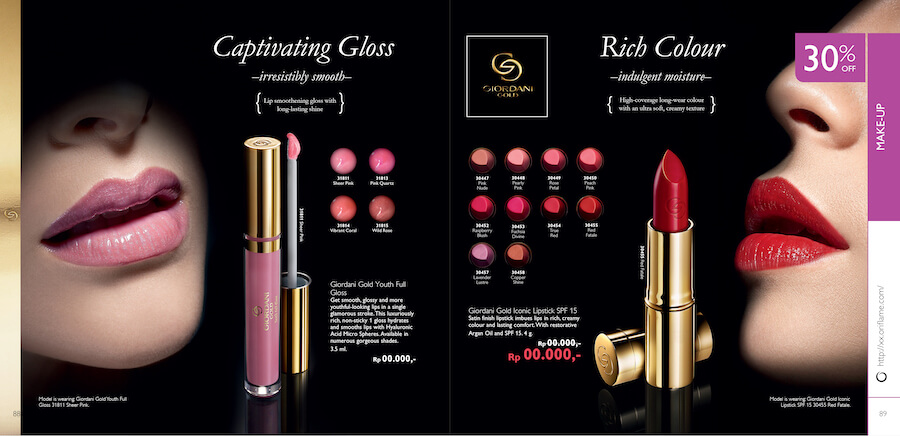 Captivating Gloss
–irresistibly smooth–
Lip smoothening gloss with
long-lasting shine
31811
Sheer Pink
31813
Pink Quartz
31814
Vibrant Coral
31815
Wild Rose
31811 Sheer Pink
GIORDANI
GOLD
Giordani Gold Youth Full
Gloss
Get smooth, glossy and more
youthful-looking lips in a single
glamorous stroke. This luxuriously
rich, non-sticky 1 gloss hydrates
and smooths lips with Hyaluronic
Acid Micro Spheres. Available in
numerous gorgeous shades.
3.5 ml.
Rp 00.000,-
Model is wearing: Giordani Gold Youth Full
Gloss 31811 Sheer Pink.
88
GIORDANI
GOLD
Rich Colour
–indulgent moisture–
High-coverage long-wear colour
with an ultra soft, creamy texture
30% OFF
MAKE-UP
30447
Pink
Nude
30448
Pearly
Pink
30449
Rose
Petal
30450
Peach
Pink
30452
Raspberry
Blush
30453
Fuchsia
Divine
30454
True
Red
30455
Red
Fatale
30457
Lavender
Lustre
30458
Copper
Shine
30455 Red Fatale
Giordani Gold Iconic Lipstick SPF 15
Satin finish lipstick imbues lips in rich, creamy
colour and lasting comfort. With restorative
Argan Oil and SPF 15. 4 g.
Rp 00.000,-
Rp 00.000,-
Model is wearing: Giordani Gold Iconic
Lipstick SPF 15 30455 Red Fatale.
http://xx.oriflame.com/
89